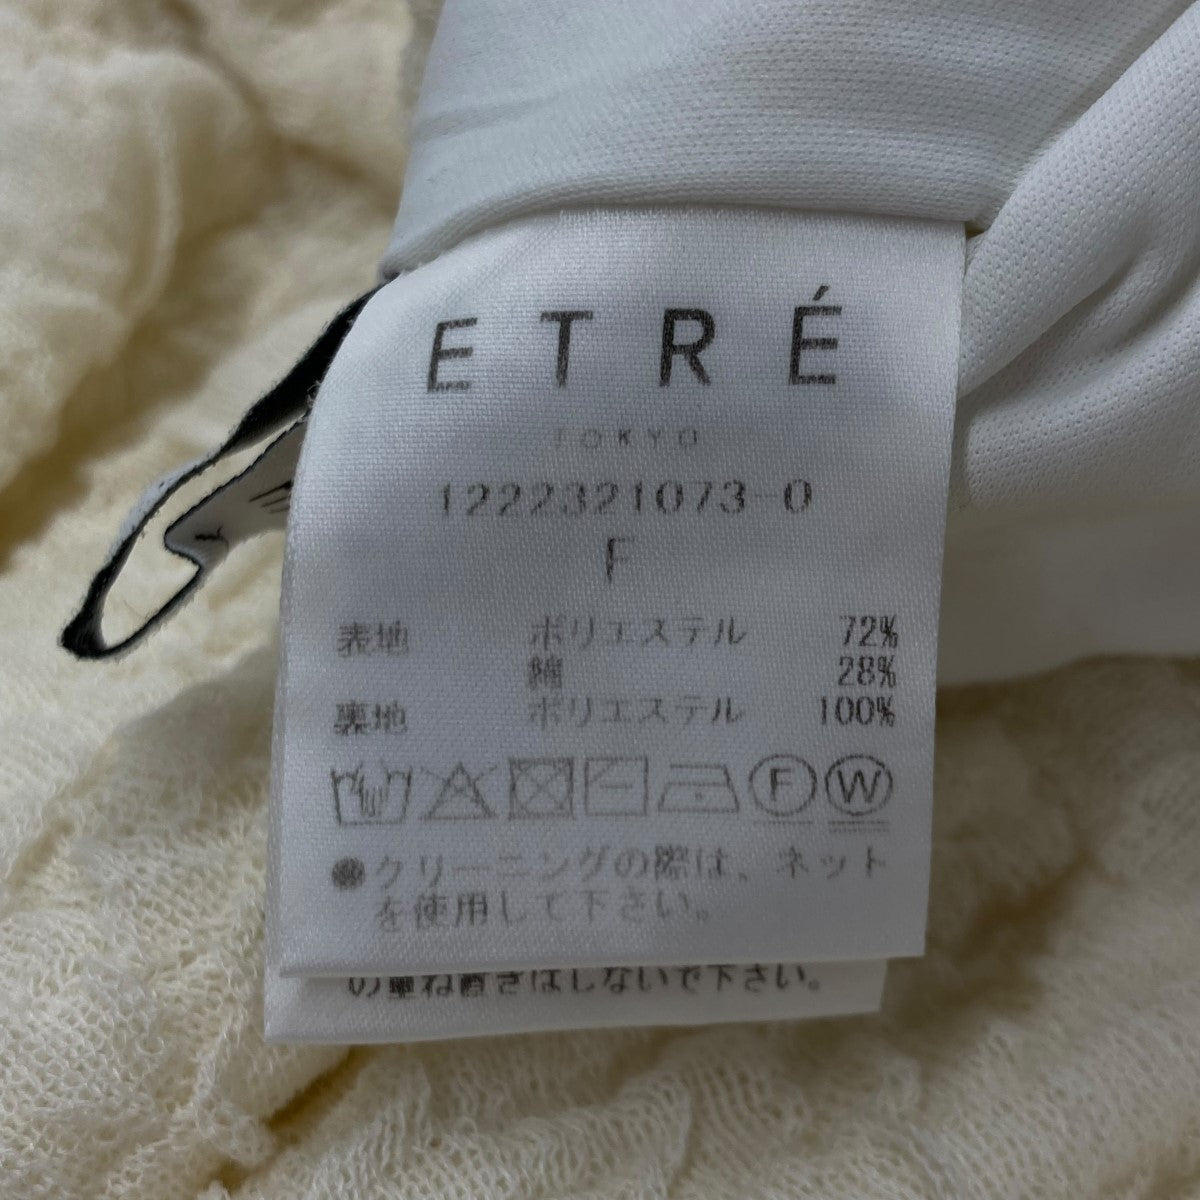 ETRÉ
TOKYO
1222321073-0
F
表地 ポリエステル 72%
綿 28%
裏地 ポリエステル 100%
F W
●クリーニングの際は、ネット
を使用して下さい。
の重ね着きはしないで下さい。